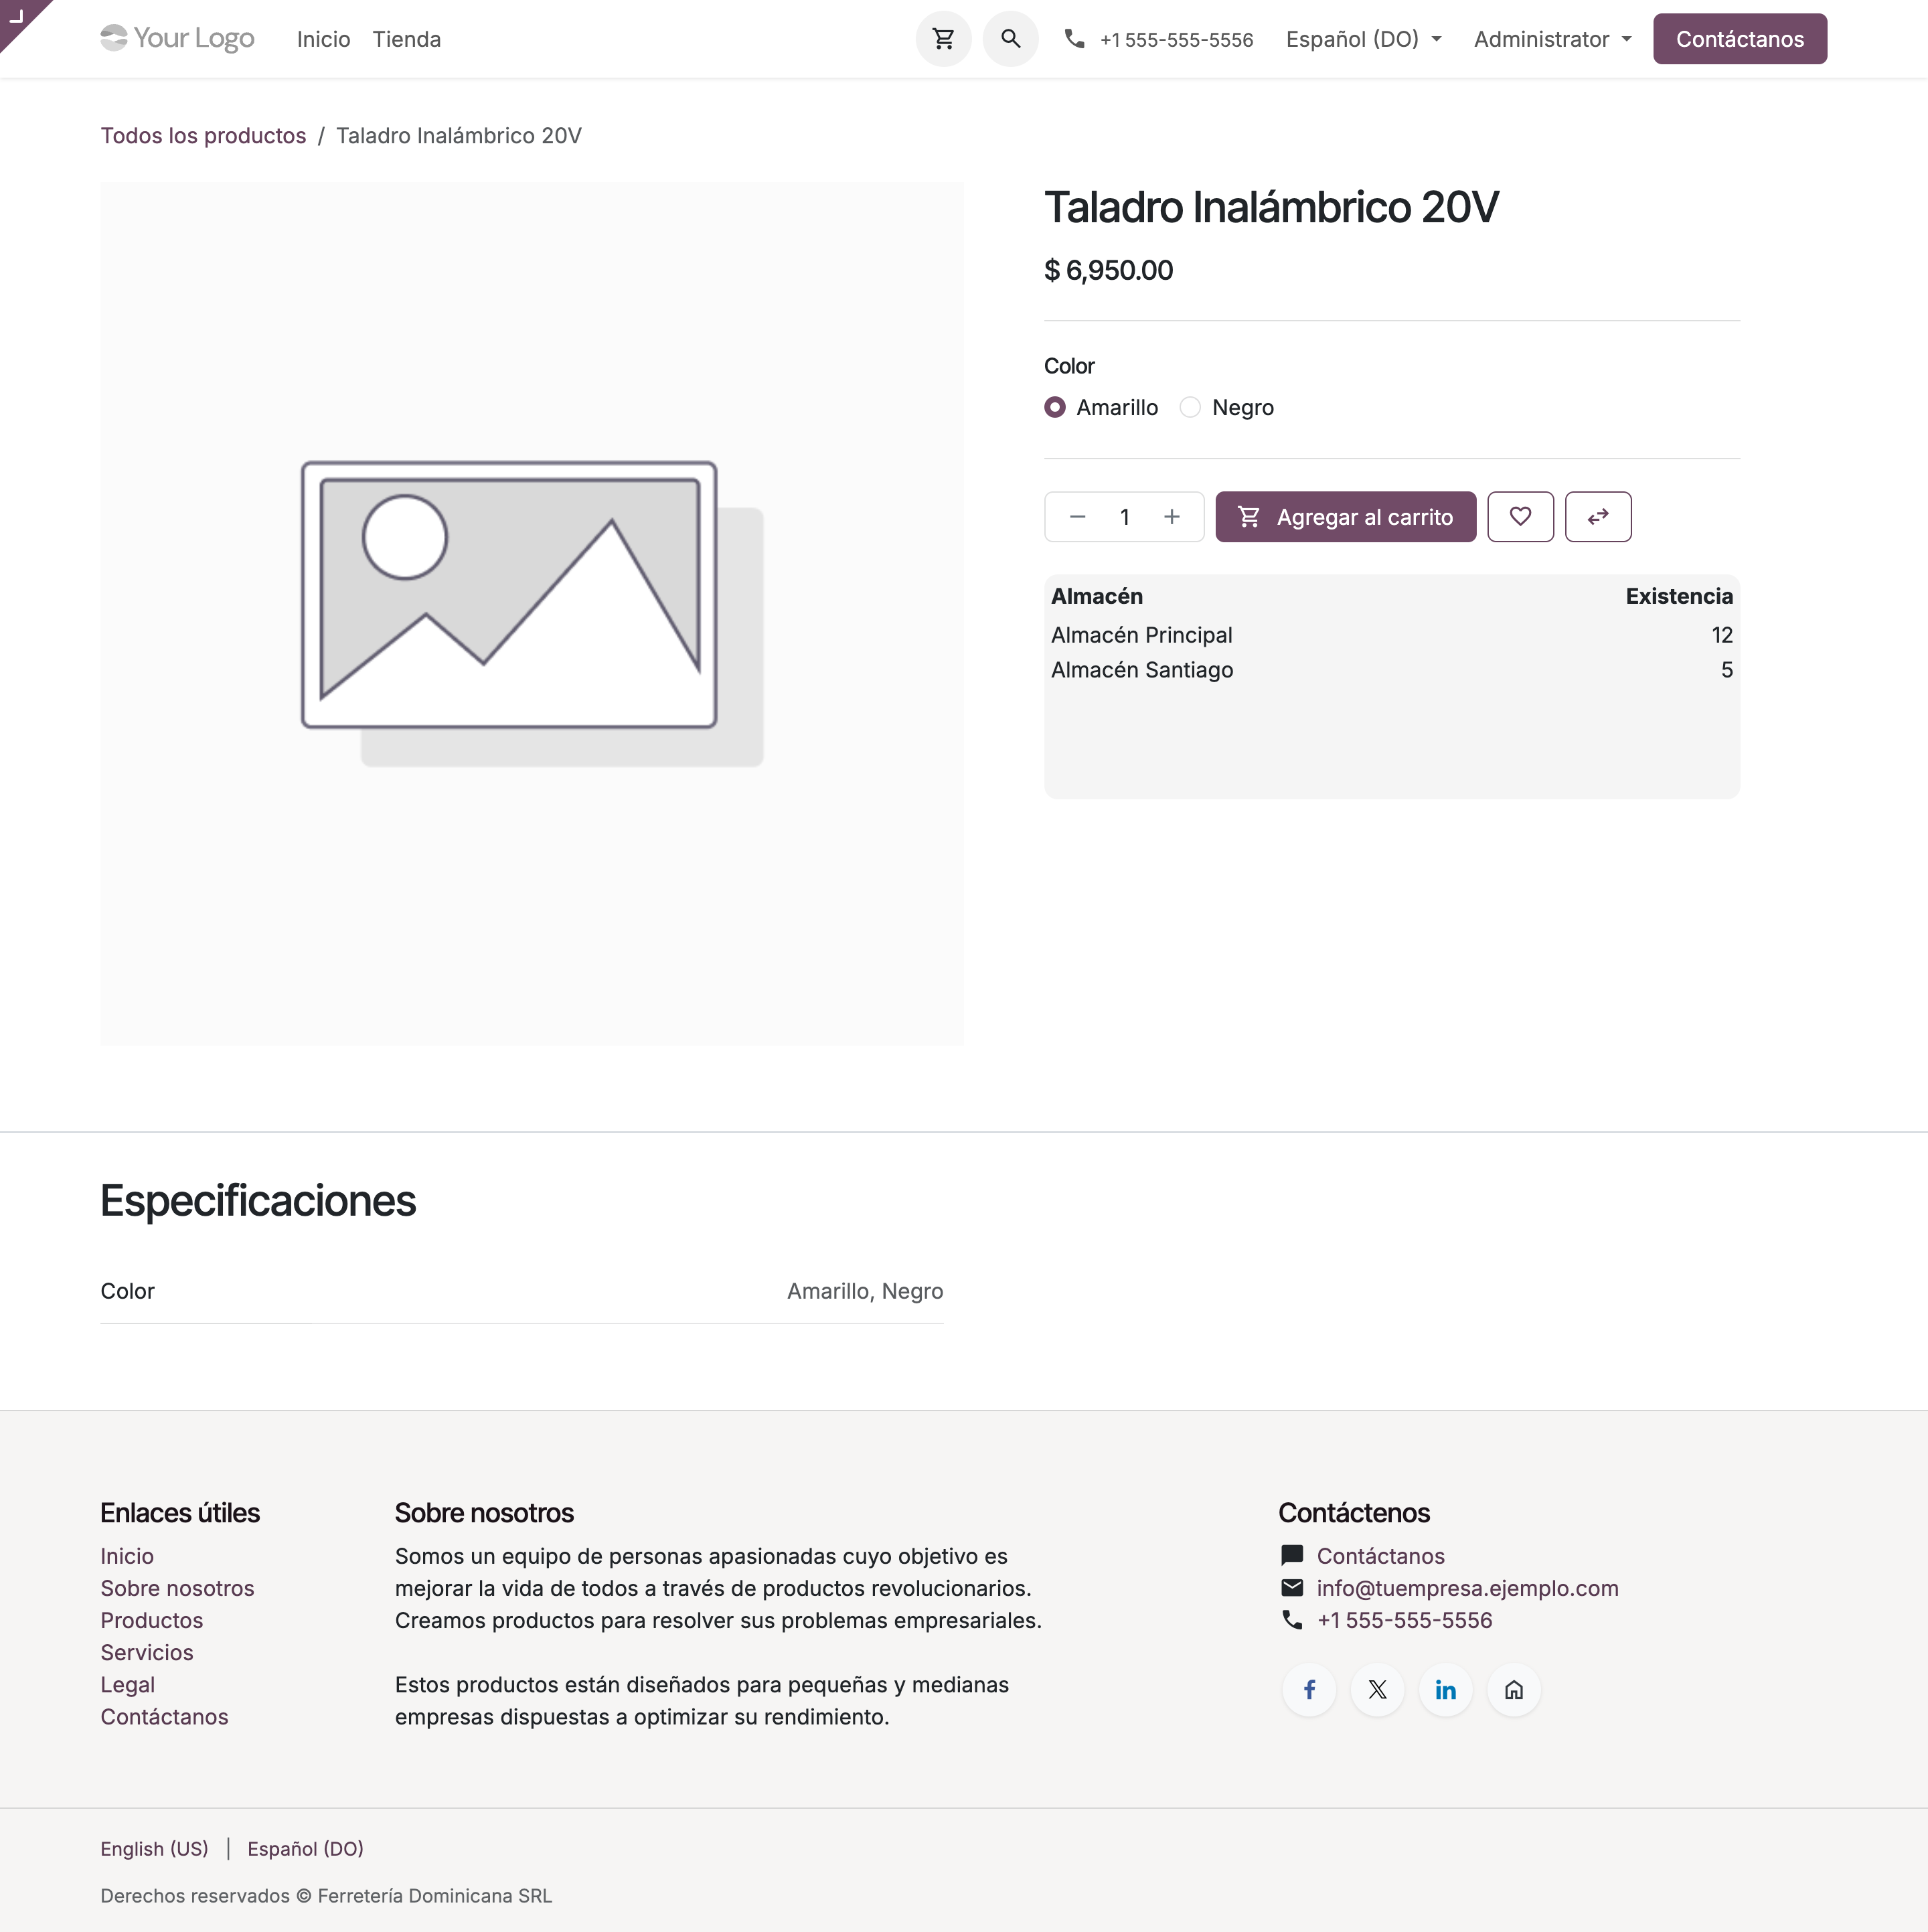 Your Logo
Inicio
Tienda
+1 555-555-5556
Español (DO)
Administrator
Contáctanos
Todos los productos / Taladro Inalámbrico 20V
Taladro Inalámbrico 20V
$ 6,950.00
Color
Amarillo
Negro
1
Agregar al carrito
Almacén Existencia
Almacén Principal 12
Almacén Santiago 5
Especificaciones
Color Amarillo, Negro
Enlaces útiles
Inicio
Sobre nosotros
Productos
Servicios
Legal
Contáctanos
Sobre nosotros
Somos un equipo de personas apasionadas cuyo objetivo es
mejorar la vida de todos a través de productos revolucionarios.
Creamos productos para resolver sus problemas empresariales.
Estos productos están diseñados para pequeñas y medianas
empresas dispuestas a optimizar su rendimiento.
Contáctenos
Contáctanos
info@tuempresa.ejemplo.com
+1 555-555-5556
English (US) | Español (DO)
Derechos reservados © Ferretería Dominicana SRL